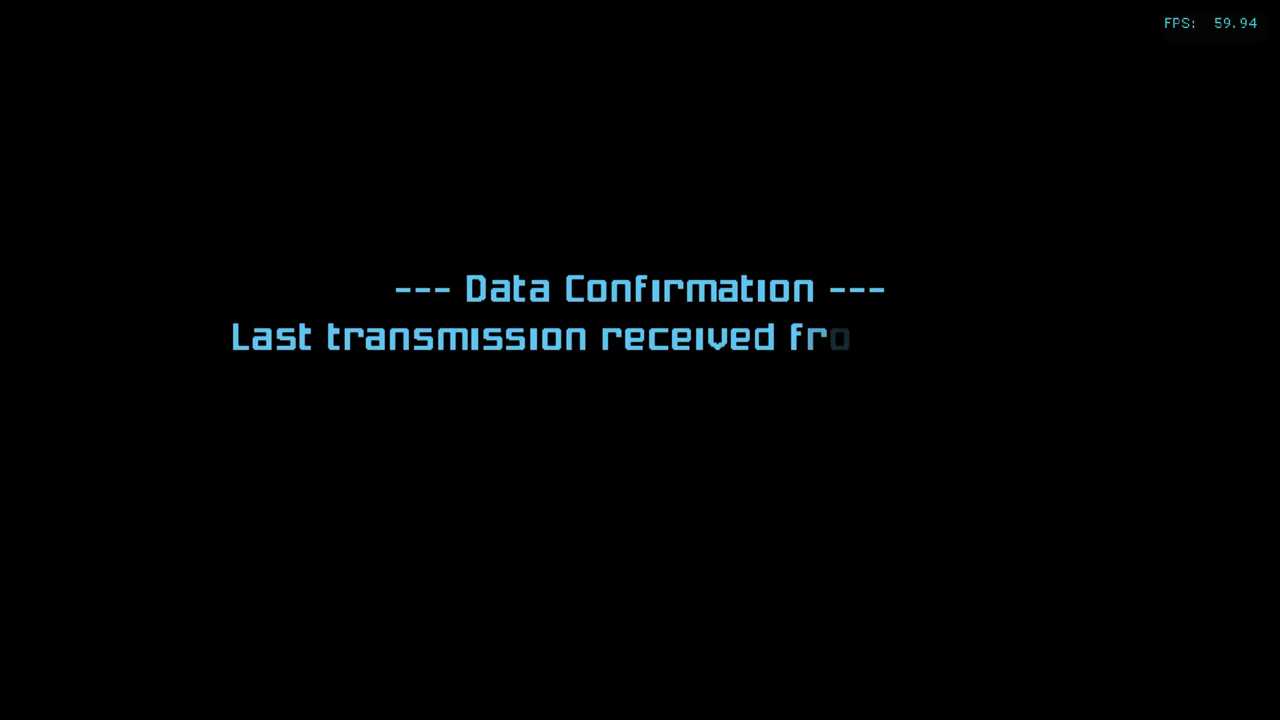 FPS: 59.94
--- Data Confirmation ---
Last transmission received fro